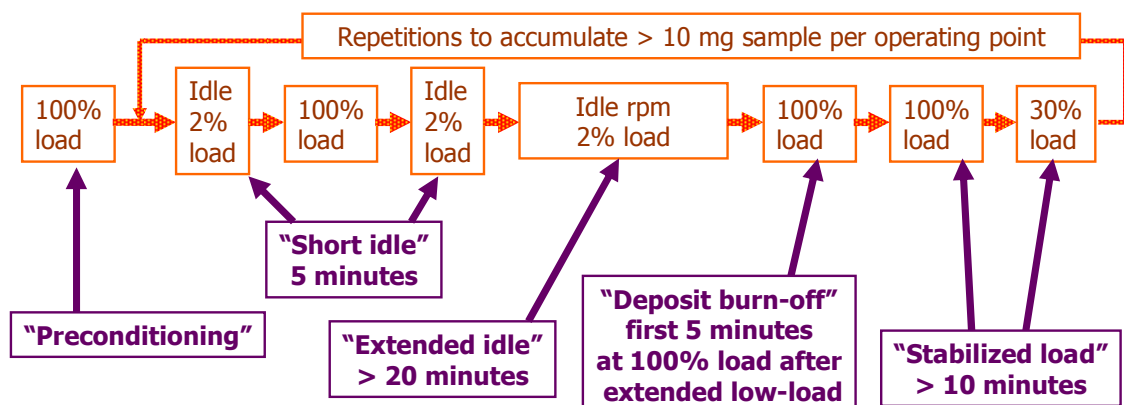 Repetitions to accumulate > 10 mg sample per operating point
100%
load
Idle
2%
load
100%
load
Idle
2%
load
Idle rpm
2% load
100%
load
100%
load
30%
load
“Short idle”
5 minutes
“Preconditioning”
“Extended idle”
> 20 minutes
“Deposit burn-off”
first 5 minutes
at 100% load after
extended low-load
“Stabilized load”
> 10 minutes